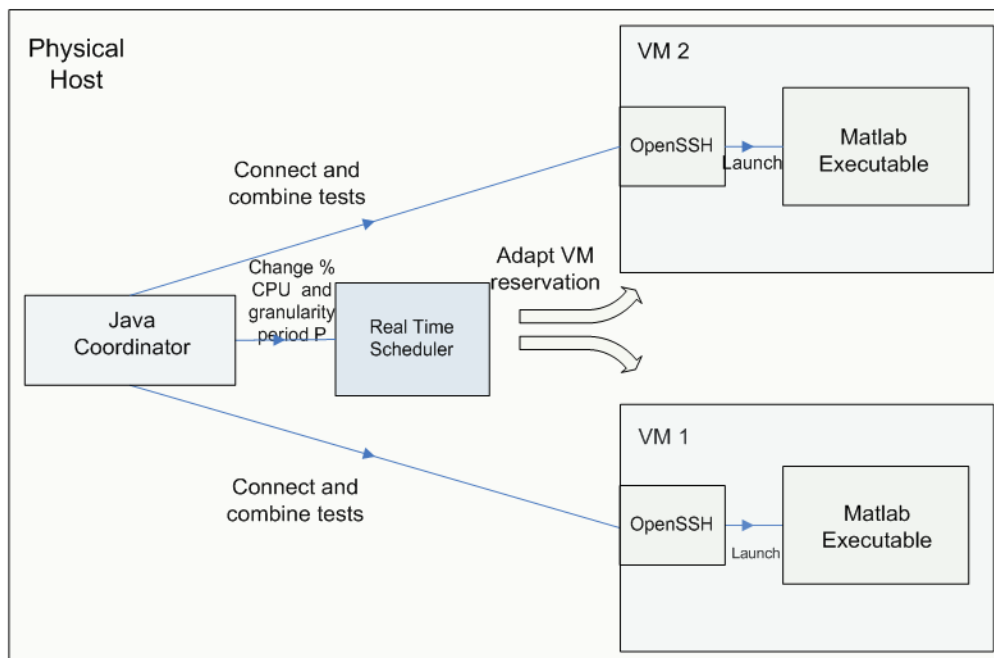 Physical
Host
VM 2
OpenSSH
Launch
Matlab
Executable
Connect and
combine tests
Change %
CPU and
granularity
period P
Adapt VM
reservation
Java
Coordinator
Real Time
Scheduler
VM 1
Connect and
combine tests
OpenSSH
Launch
Matlab
Executable